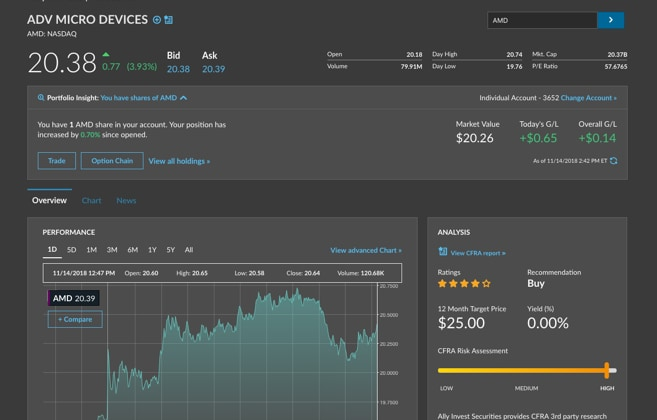 ADV MICRO DEVICES
AMD: NASDAQ
AMD
20.38 0.77 (3.93%)
Bid Ask
20.38 20.39
Open 20.18 Day High 20.74 Mkt. Cap 20.37B
Volume 79.91M Day Low 19.76 P/E Ratio 57.6765
Portfolio Insight: You have shares of AMD
Individual Account - 3652 Change Account »
You have 1 AMD share in your account. Your position has
increased by 0.70% since opened.
Market Value Today's G/L Overall G/L
$20.26 +$0.65 +$0.14
Trade Option Chain View all holdings »
As of 11/14/2018 2:42 PM ET
Overview Chart News
PERFORMANCE
1D 5D 1M 3M 6M 1Y 5Y All
View advanced Chart »
11/14/2018 12:47 PM Open: 20.60 High: 20.65 Low: 20.58 Close: 20.64 Volume: 120.68K
AMD 20.39
+ Compare
20.7500
20.5000
20.2500
20.0000
19.7500
ANALYSIS
View CFRA report »
Ratings Recommendation
Buy
12 Month Target Price Yield (%)
$25.00 0.00%
CFRA Risk Assessment
LOW MEDIUM HIGH
Ally Invest Securities provides CFRA 3rd party research